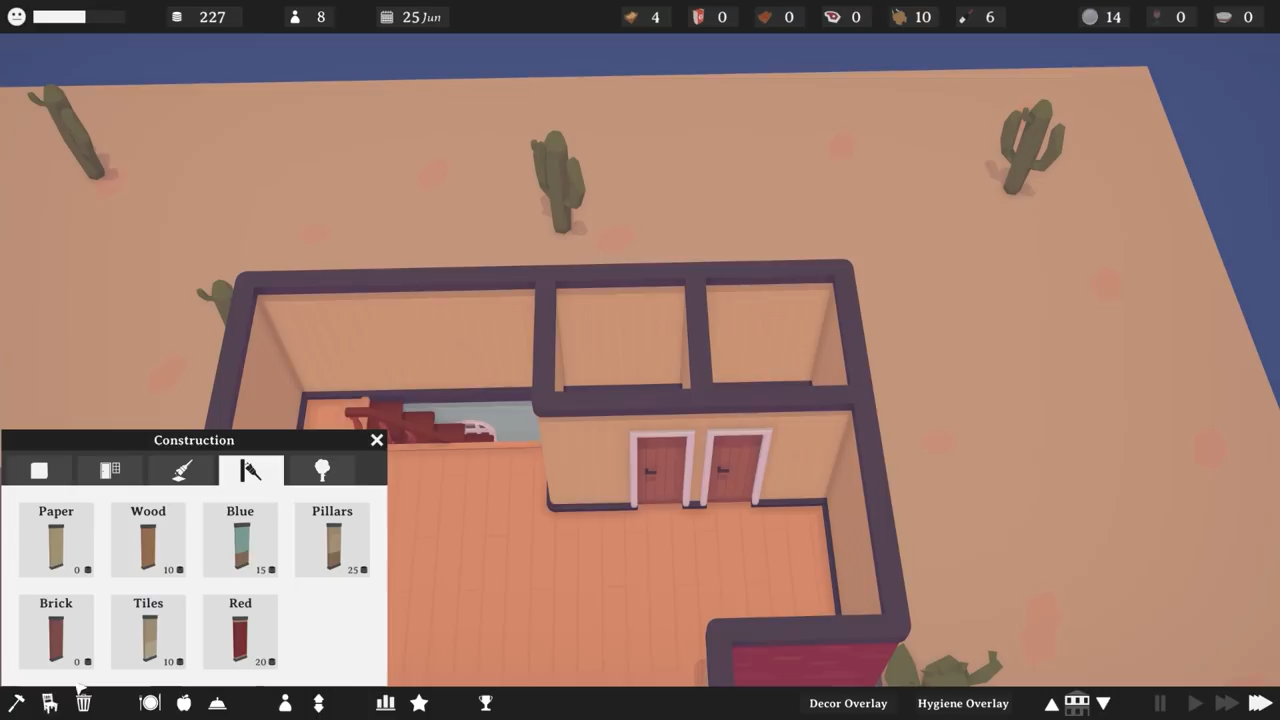 227 8 25 Jun 4 0 0 0 10 6 14 0 0
Construction
Paper Wood Blue Pillars
0 10 15 25
Brick Tiles Red
0 10 20
Decor Overlay Hygiene Overlay